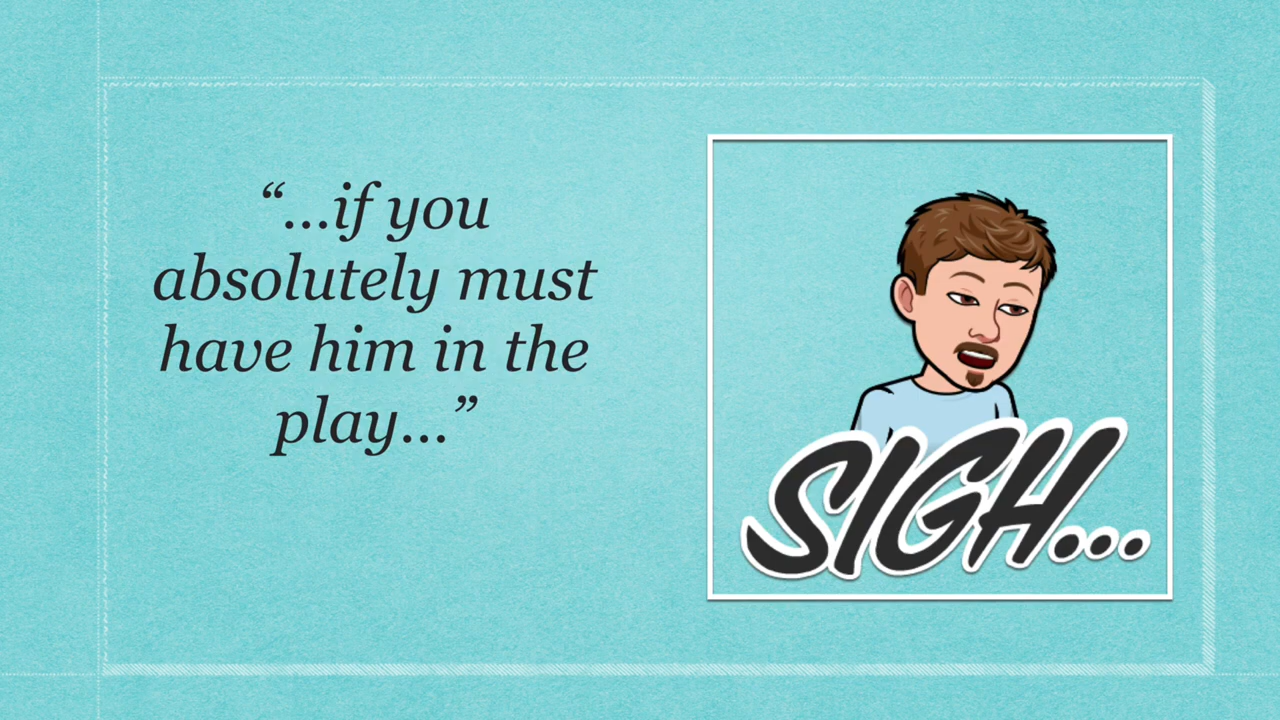 “...if you
absolutely must
have him in the
play...”
SIGH...